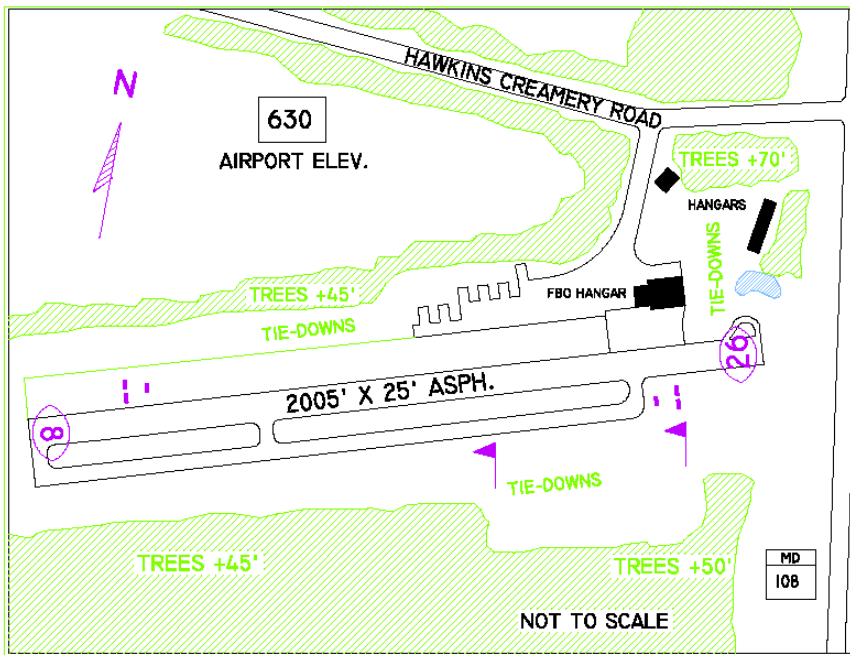 HAWKINS CREAMERY ROAD
N
630
AIRPORT ELEV.
TREES +70'
HANGARS
TIE-DOWNS
TREES +45'
FBO HANGAR
TIE-DOWNS
26
2005' X 25' ASPH.
8
TIE-DOWNS
TREES +45'
TREES +50'
MD
108
NOT TO SCALE